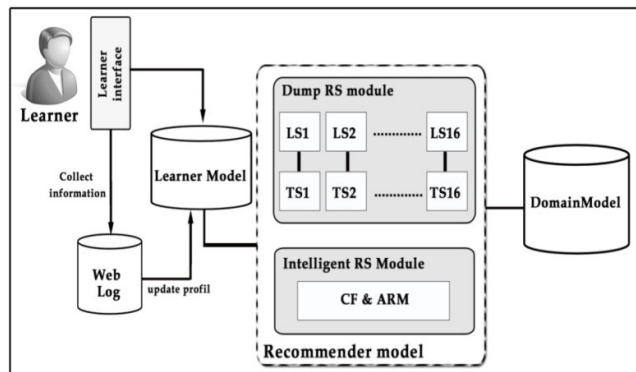 Learner
interface
Learner
Collect
information
Web
Log
update profil
Learner Model
Dump RS module
LS1 LS2 ............. LS16
TS1 TS2 ............. TS16
Intelligent RS Module
CF & ARM
Recommender model
DomainModel